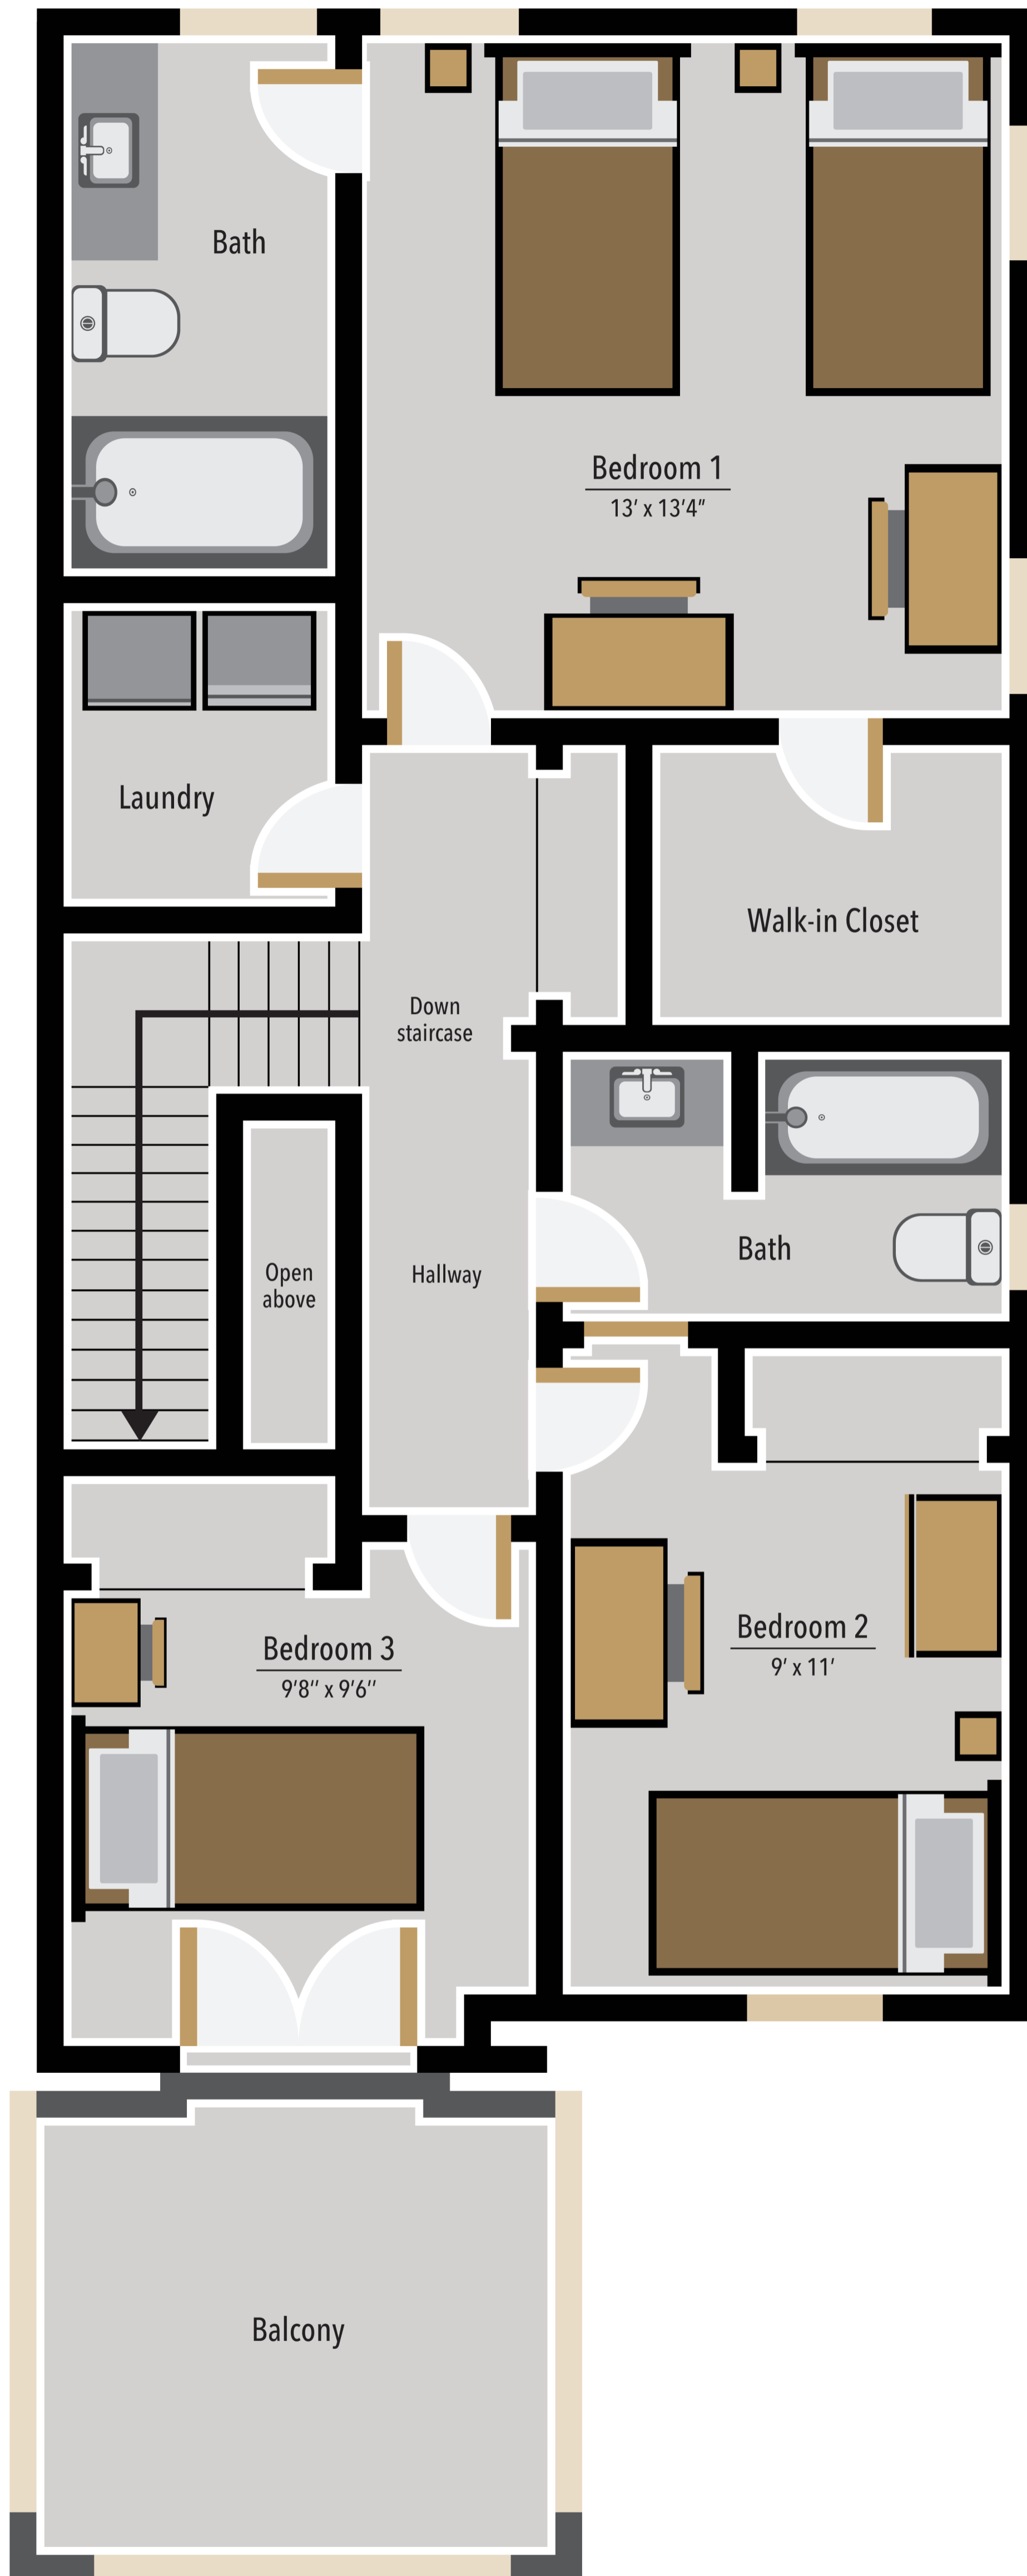 Bath
Bedroom 1
13′ x 13′4″
Laundry
Walk-in Closet
Down
staircase
Bath
Open
above
Hallway
Bedroom 2
9′ x 11′
Bedroom 3
9′8′′ x 9′6′′
Balcony